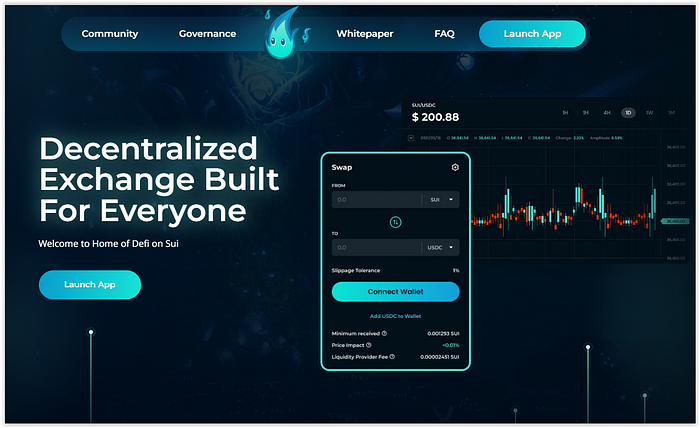 Community Governance Whitepaper FAQ Launch App
Decentralized
Exchange Built
For Everyone
Welcome to Home of Defi on Sui
Launch App
SUI/USDC
$ 200.88
1H 1H 4H 1D 1W 1M
Swap
FROM
0.0 SUI
TO
0.0 USDC
Slippage Tolerance 1%
Connect Wallet
Add USDC to Wallet
Minimum received 0.001293 SUI
Price Impact +0.01%
Liquidity Provider Fee 0.00002451 SUI